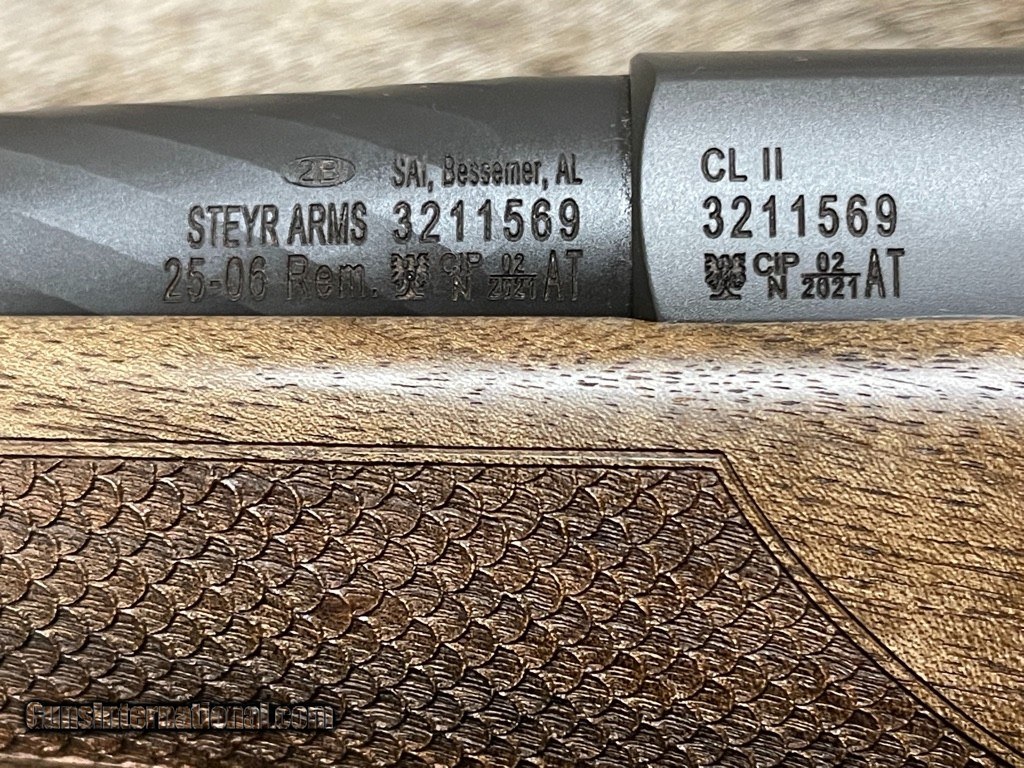 2B SAI, Bessemer, AL
STEYR ARMS 3211569
25-06 Rem. CIP N 02 2021 AT
CL II
3211569
CIP N 02 2021 AT
GunsInternational.com